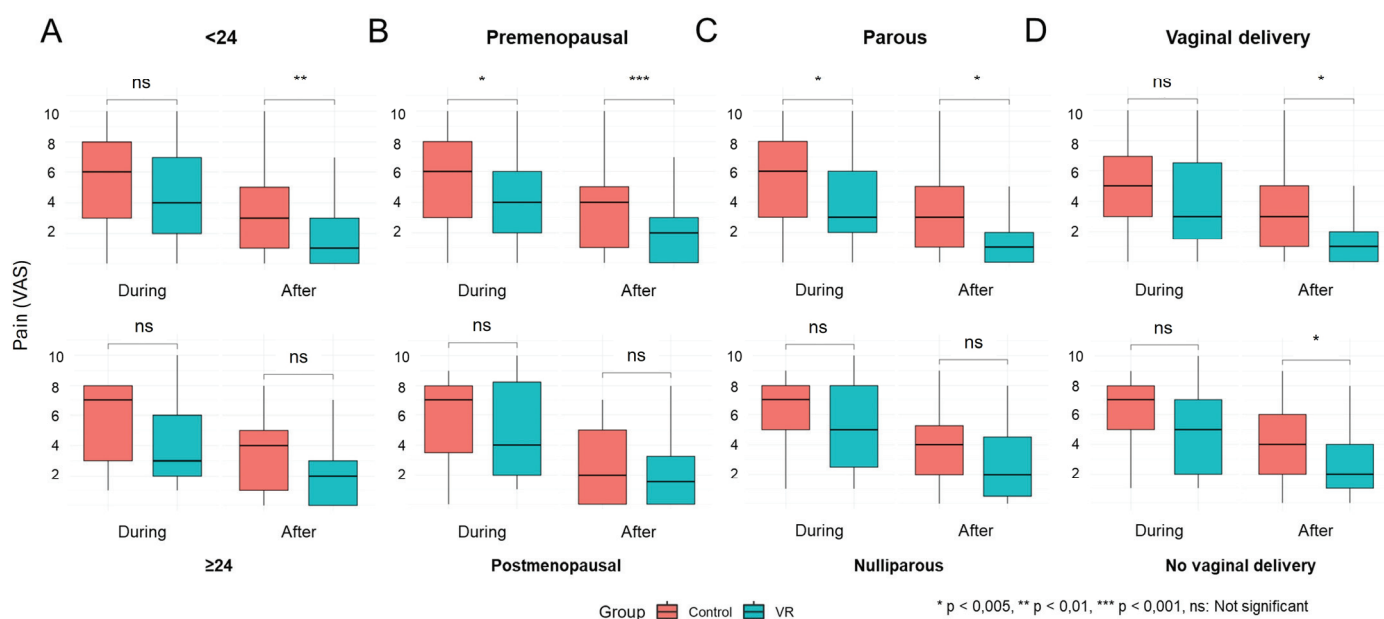 A
<24
B
Premenopausal
C
Parous
D
Vaginal delivery
ns
**
*
***
*
*
ns
*
10
8
6
4
2
10
8
6
4
2
10
8
6
4
2
10
8
6
4
2
During
After
During
After
During
After
During
After
Pain (VAS)
ns
ns
ns
ns
ns
ns
ns
*
10
8
6
4
2
10
8
6
4
2
10
8
6
4
2
10
8
6
4
2
During
After
During
After
During
After
During
After
≥24
Postmenopausal
Nulliparous
No vaginal delivery
Group Control VR
* p < 0,005, ** p < 0,01, *** p < 0,001, ns: Not significant